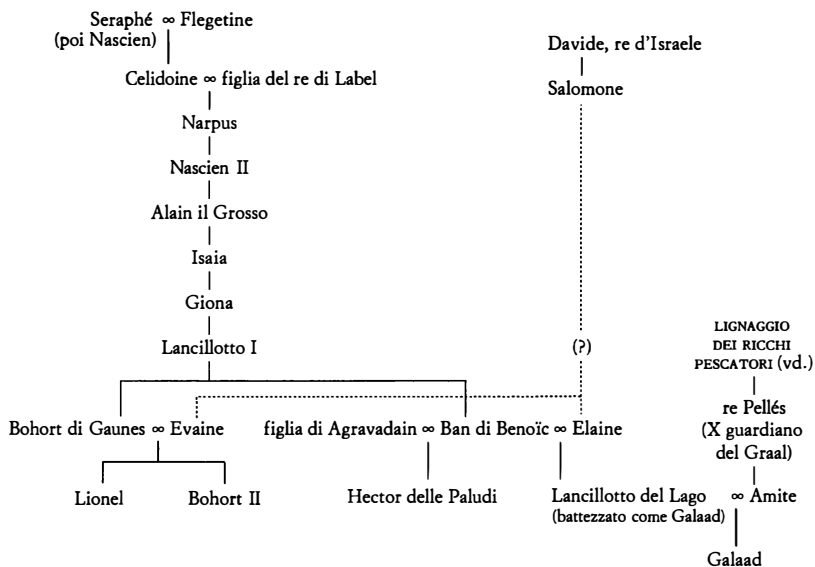 Seraphé ∞ Flegetine
(poi Nascien)
Davide, re d'Israele
Celidoine ∞ figlia del re di Label
Salomone
Narpus
Nascien II
Alain il Grosso
Isaia
Giona
Lancillotto I
(?)
LIGNAGGIO
DEI RICCHI
PESCATORI (vd.)
re Pellés
(X guardiano
del Graal)
Bohort di Gaunes ∞ Evaine
figlia di Agravadain ∞ Ban di Benoïc ∞ Elaine
Lionel
Bohort II
Hector delle Paludi
Lancillotto del Lago ∞ Amite
(battezzato come Galaad)
Galaad